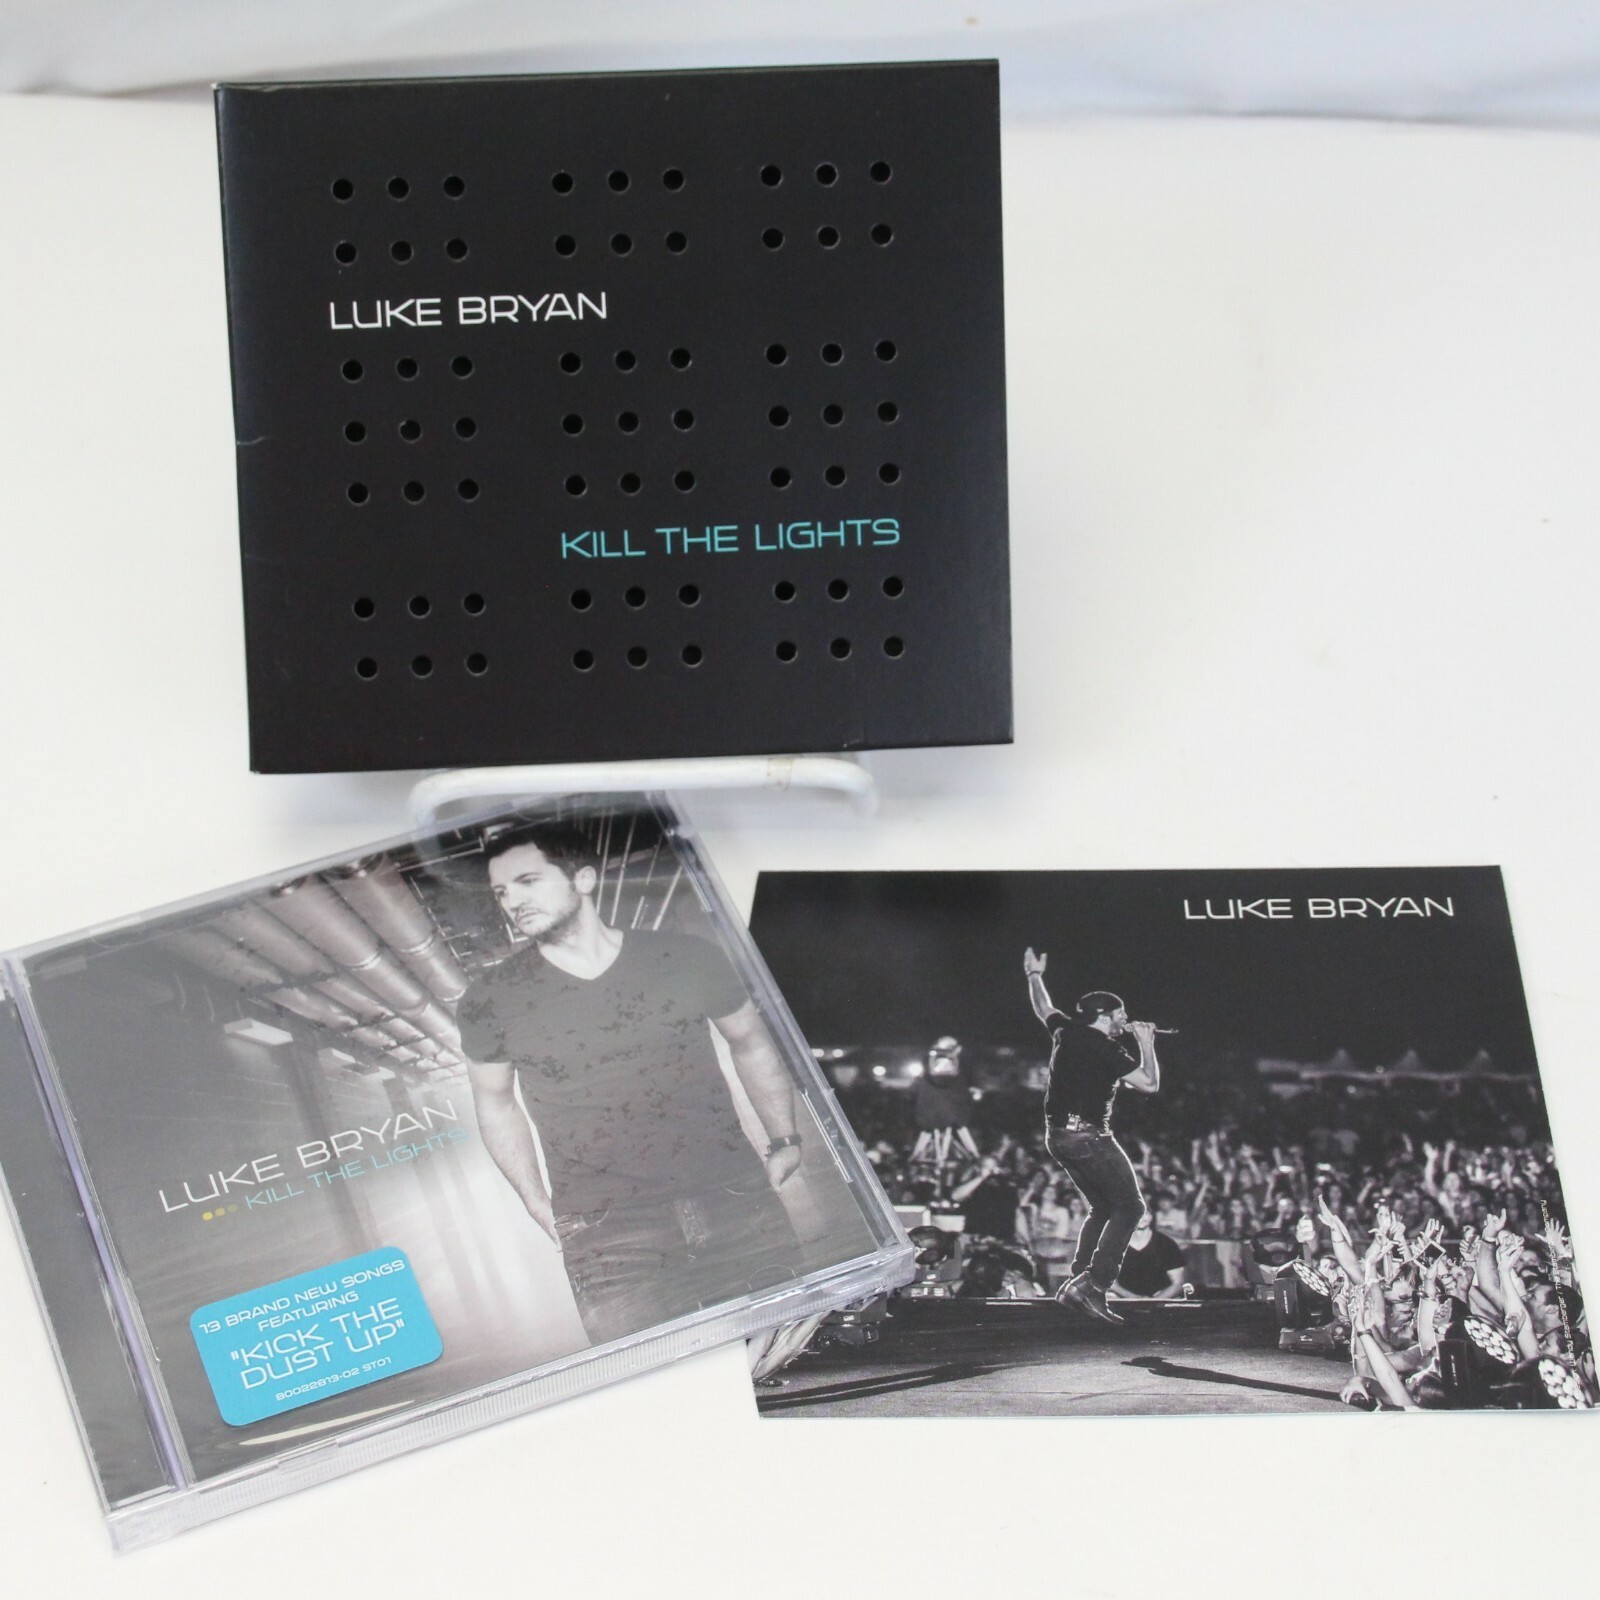 LUKE BRYAN
KILL THE LIGHTS
LUKE BRYAN
KILL THE LIGHTS
13 BRAND NEW SONGS
FEATURING
"KICK THE
DUST UP"
B0022813-02 ST01
LUKE BRYAN